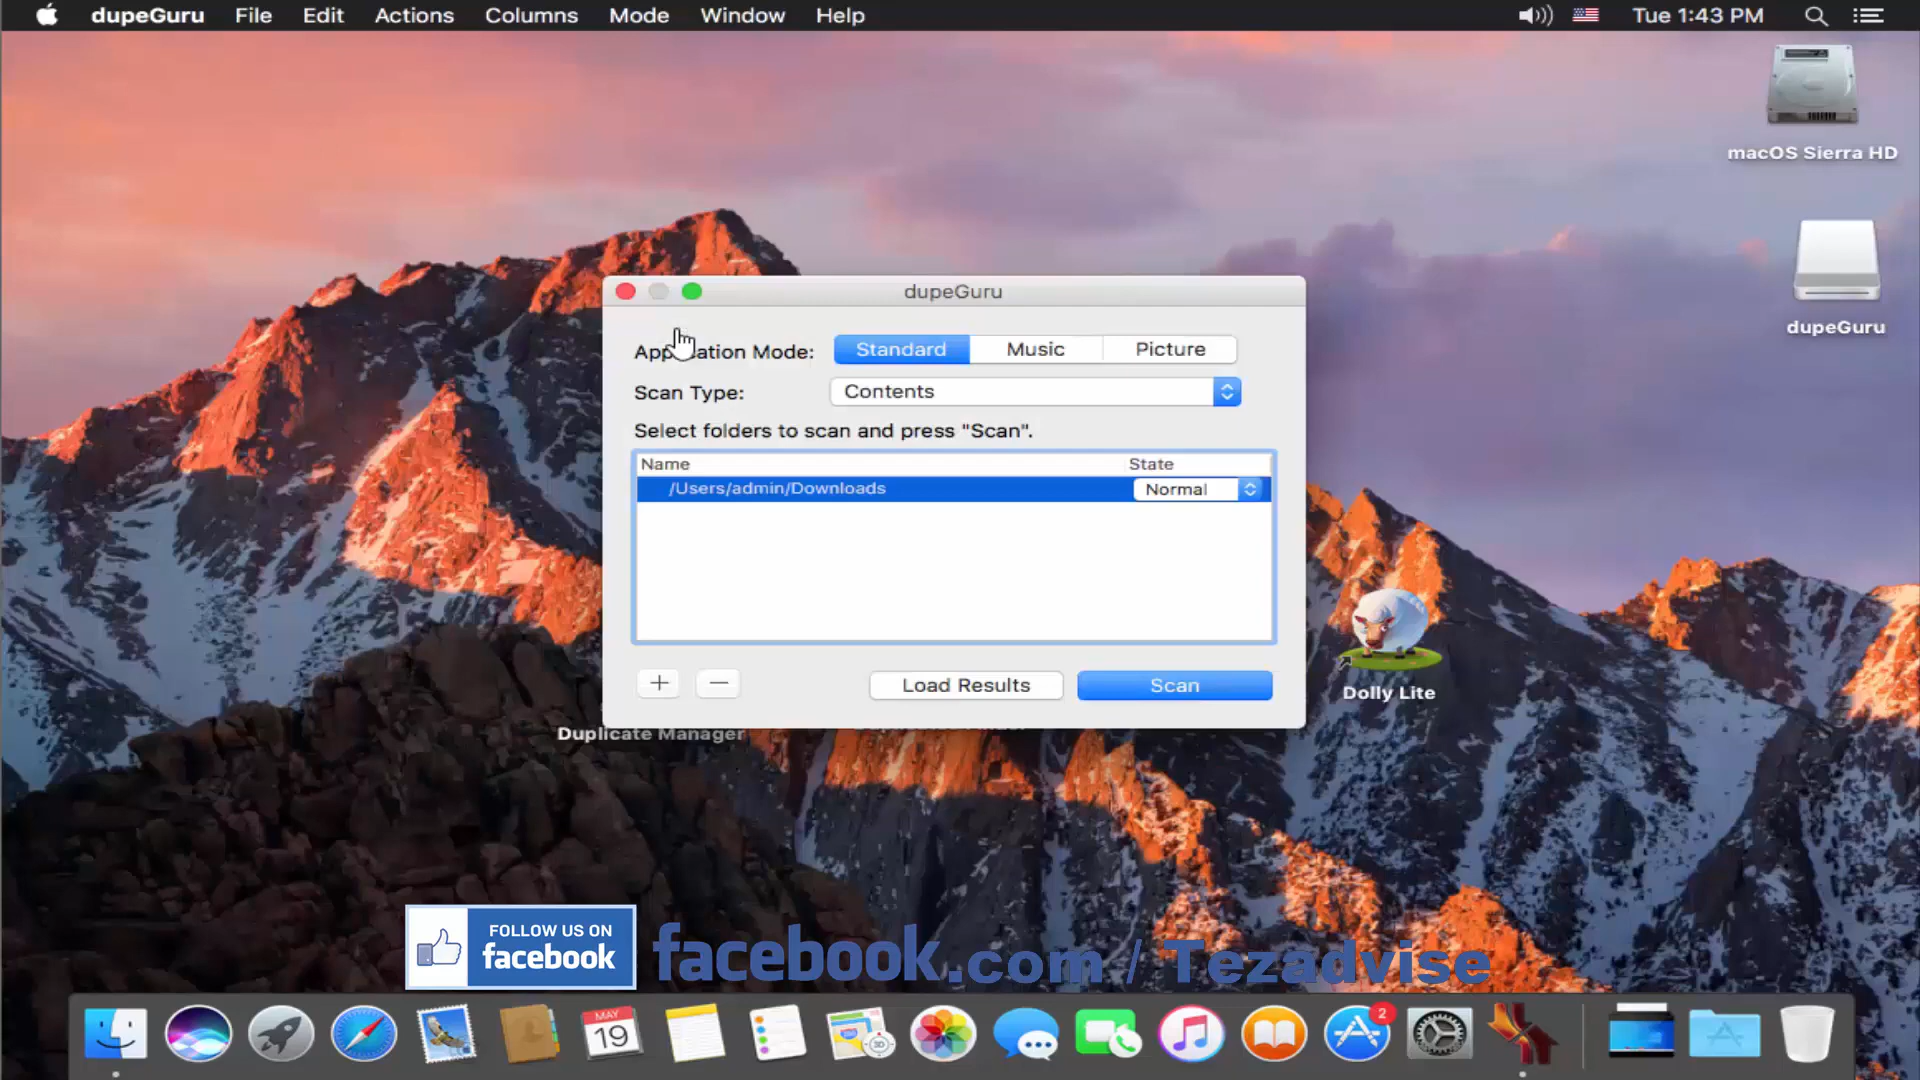 dupeGuru File Edit Actions Columns Mode Window Help Tue 1:43 PM
macOS Sierra HD
dupeGuru
dupeGuru
Application Mode: Standard Music Picture
Scan Type: Contents
Select folders to scan and press "Scan".
Name State
/Users/admin/Downloads Normal
+ − Load Results Scan
Dolly Lite
Duplicate Manager
FOLLOW US ON
facebook
facebook.com / Tezadvise
MAY
19
3D
2